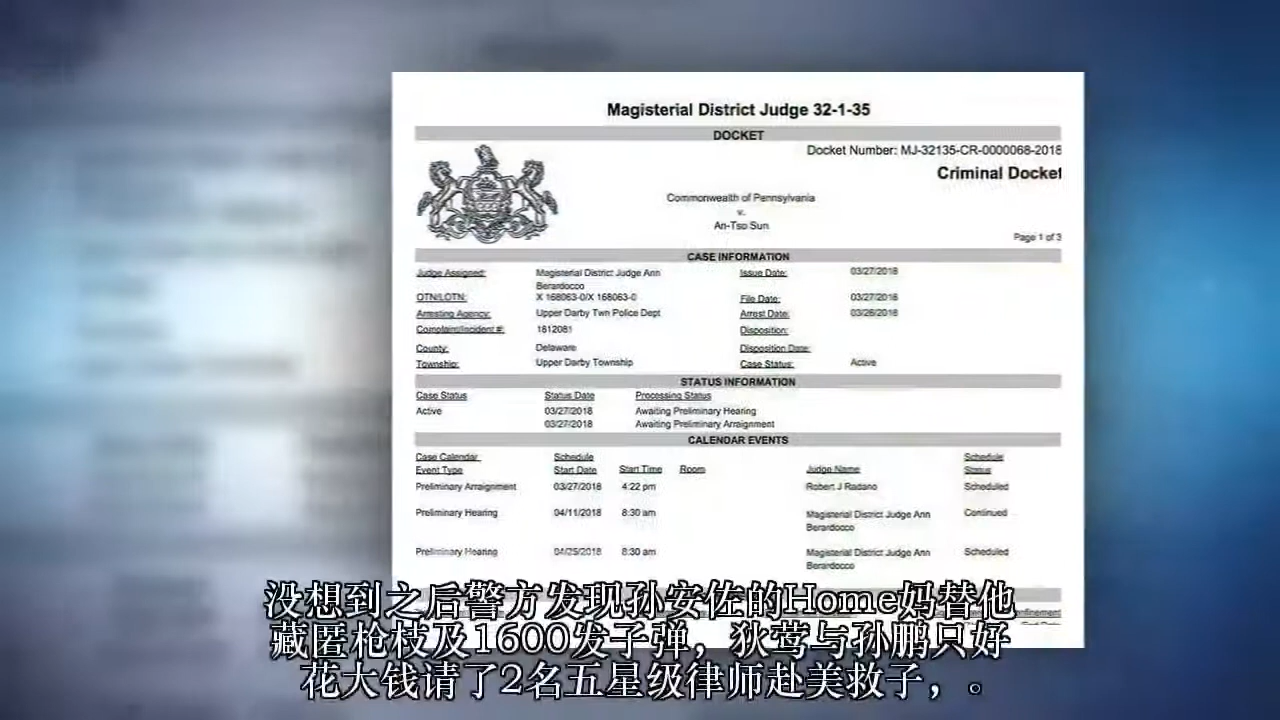 Magisterial District Judge 32-1-35
DOCKET
Docket Number: MJ-32135-CR-0000068-2018
Criminal Docket
Commonwealth of Pennsylvania
v.
An-Tso Sun
Page 1 of 3
CASE INFORMATION
Judge Assigned: Magisterial District Judge Ann Berardocco Issue Date: 03/27/2018
OTN/LOTN: X 168063-0/X 168063-0 File Date: 03/27/2018
Arresting Agency: Upper Darby Twn Police Dept Arrest Date: 03/28/2018
Complaint/Incident #: 1812081 Disposition:
County: Delaware Disposition Date:
Township: Upper Darby Township Case Status: Active
STATUS INFORMATION
Case Status Status Date Processing Status
Active 03/27/2018 Awaiting Preliminary Hearing
03/27/2018 Awaiting Preliminary Arraignment
CALENDAR EVENTS
Case Calendar Schedule Schedule
Event Type Start Date Start Time Room Judge Name Status
Preliminary Arraignment 03/27/2018 4:22 pm Robert J Radano Scheduled
Preliminary Hearing 04/11/2018 8:30 am Magisterial District Judge Ann Berardocco Continued
Preliminary Hearing 04/25/2018 8:30 am Magisterial District Judge Ann Berardocco Scheduled
没想到之后警方发现孙安佐的Home妈替他
藏匿枪枝及1600发子弹，狄莺与孙鹏只好
花大钱请了2名五星级律师赴美救子，。